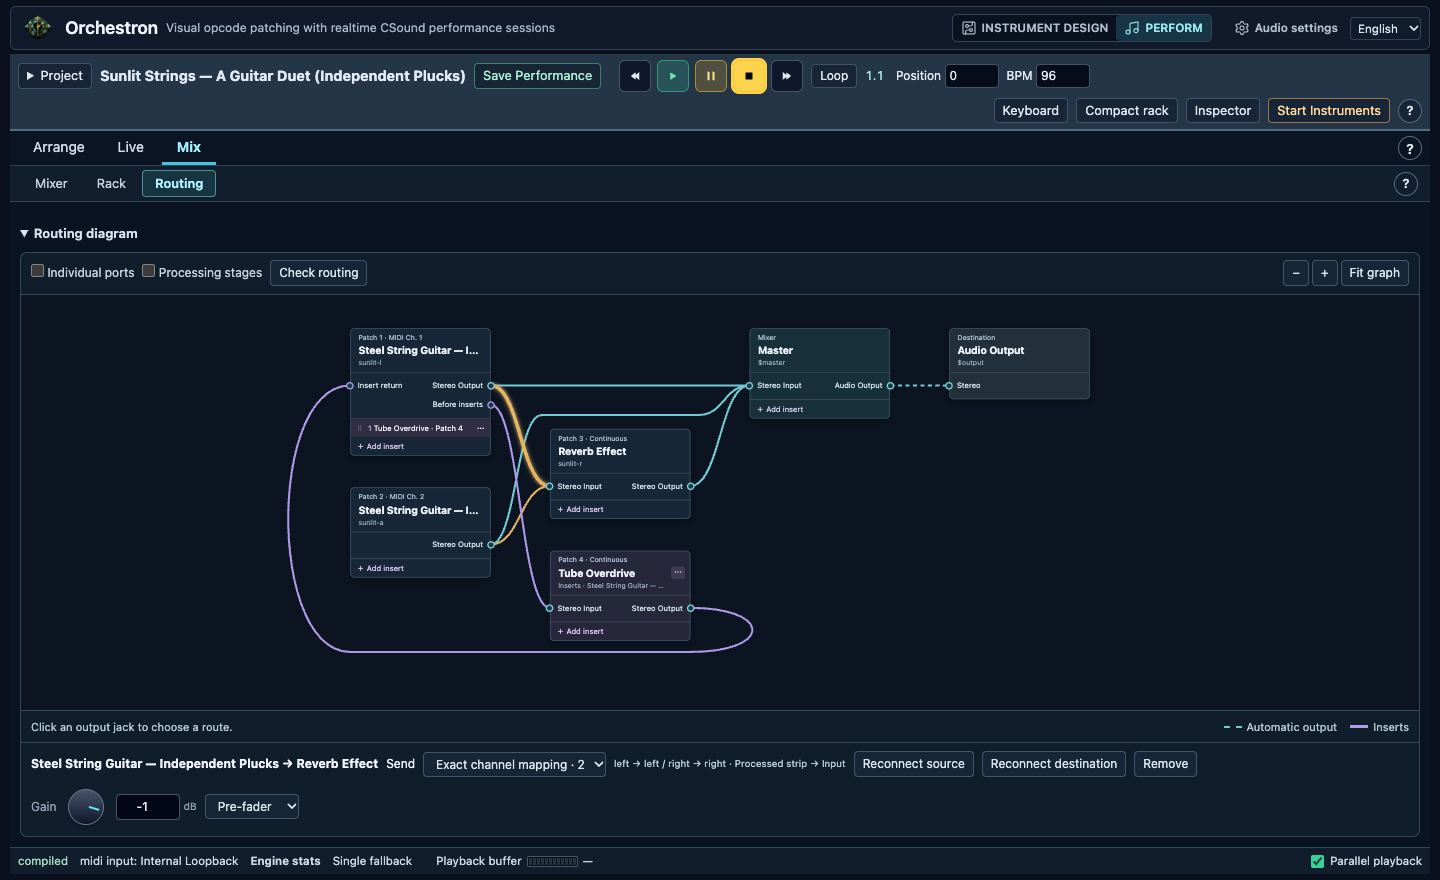 Orchestron Visual opcode patching with realtime CSound performance sessions INSTRUMENT DESIGN PERFORM Audio settings English
Project Sunlit Strings — A Guitar Duet (Independent Plucks) Save Performance Loop 1.1 Position 0 BPM 96
Keyboard Compact rack Inspector Start Instruments ?
Arrange Live Mix ?
Mixer Rack Routing ?
Routing diagram
Individual ports Processing stages Check routing − + Fit graph
Patch 1 · MIDI Ch. 1
Steel String Guitar — I...
sunlit-l
Insert return Stereo Output
Before inserts
1 Tube Overdrive · Patch 4 ...
+ Add insert
Patch 2 · MIDI Ch. 2
Steel String Guitar — I...
sunlit-a
Stereo Output
+ Add insert
Patch 3 · Continuous
Reverb Effect
sunlit-r
Stereo Input Stereo Output
+ Add insert
Patch 4 · Continuous
Tube Overdrive ...
Inserts · Steel String Guitar — ...
Stereo Input Stereo Output
+ Add insert
Mixer
Master
$master
Stereo Input Audio Output
+ Add insert
Destination
Audio Output
$output
Stereo
Click an output jack to choose a route. Automatic output Inserts
Steel String Guitar — Independent Plucks → Reverb Effect Send Exact channel mapping · 2 left → left / right → right · Processed strip → Input Reconnect source Reconnect destination Remove
Gain -1 dB Pre-fader
compiled midi input: Internal Loopback Engine stats Single fallback Playback buffer — Parallel playback